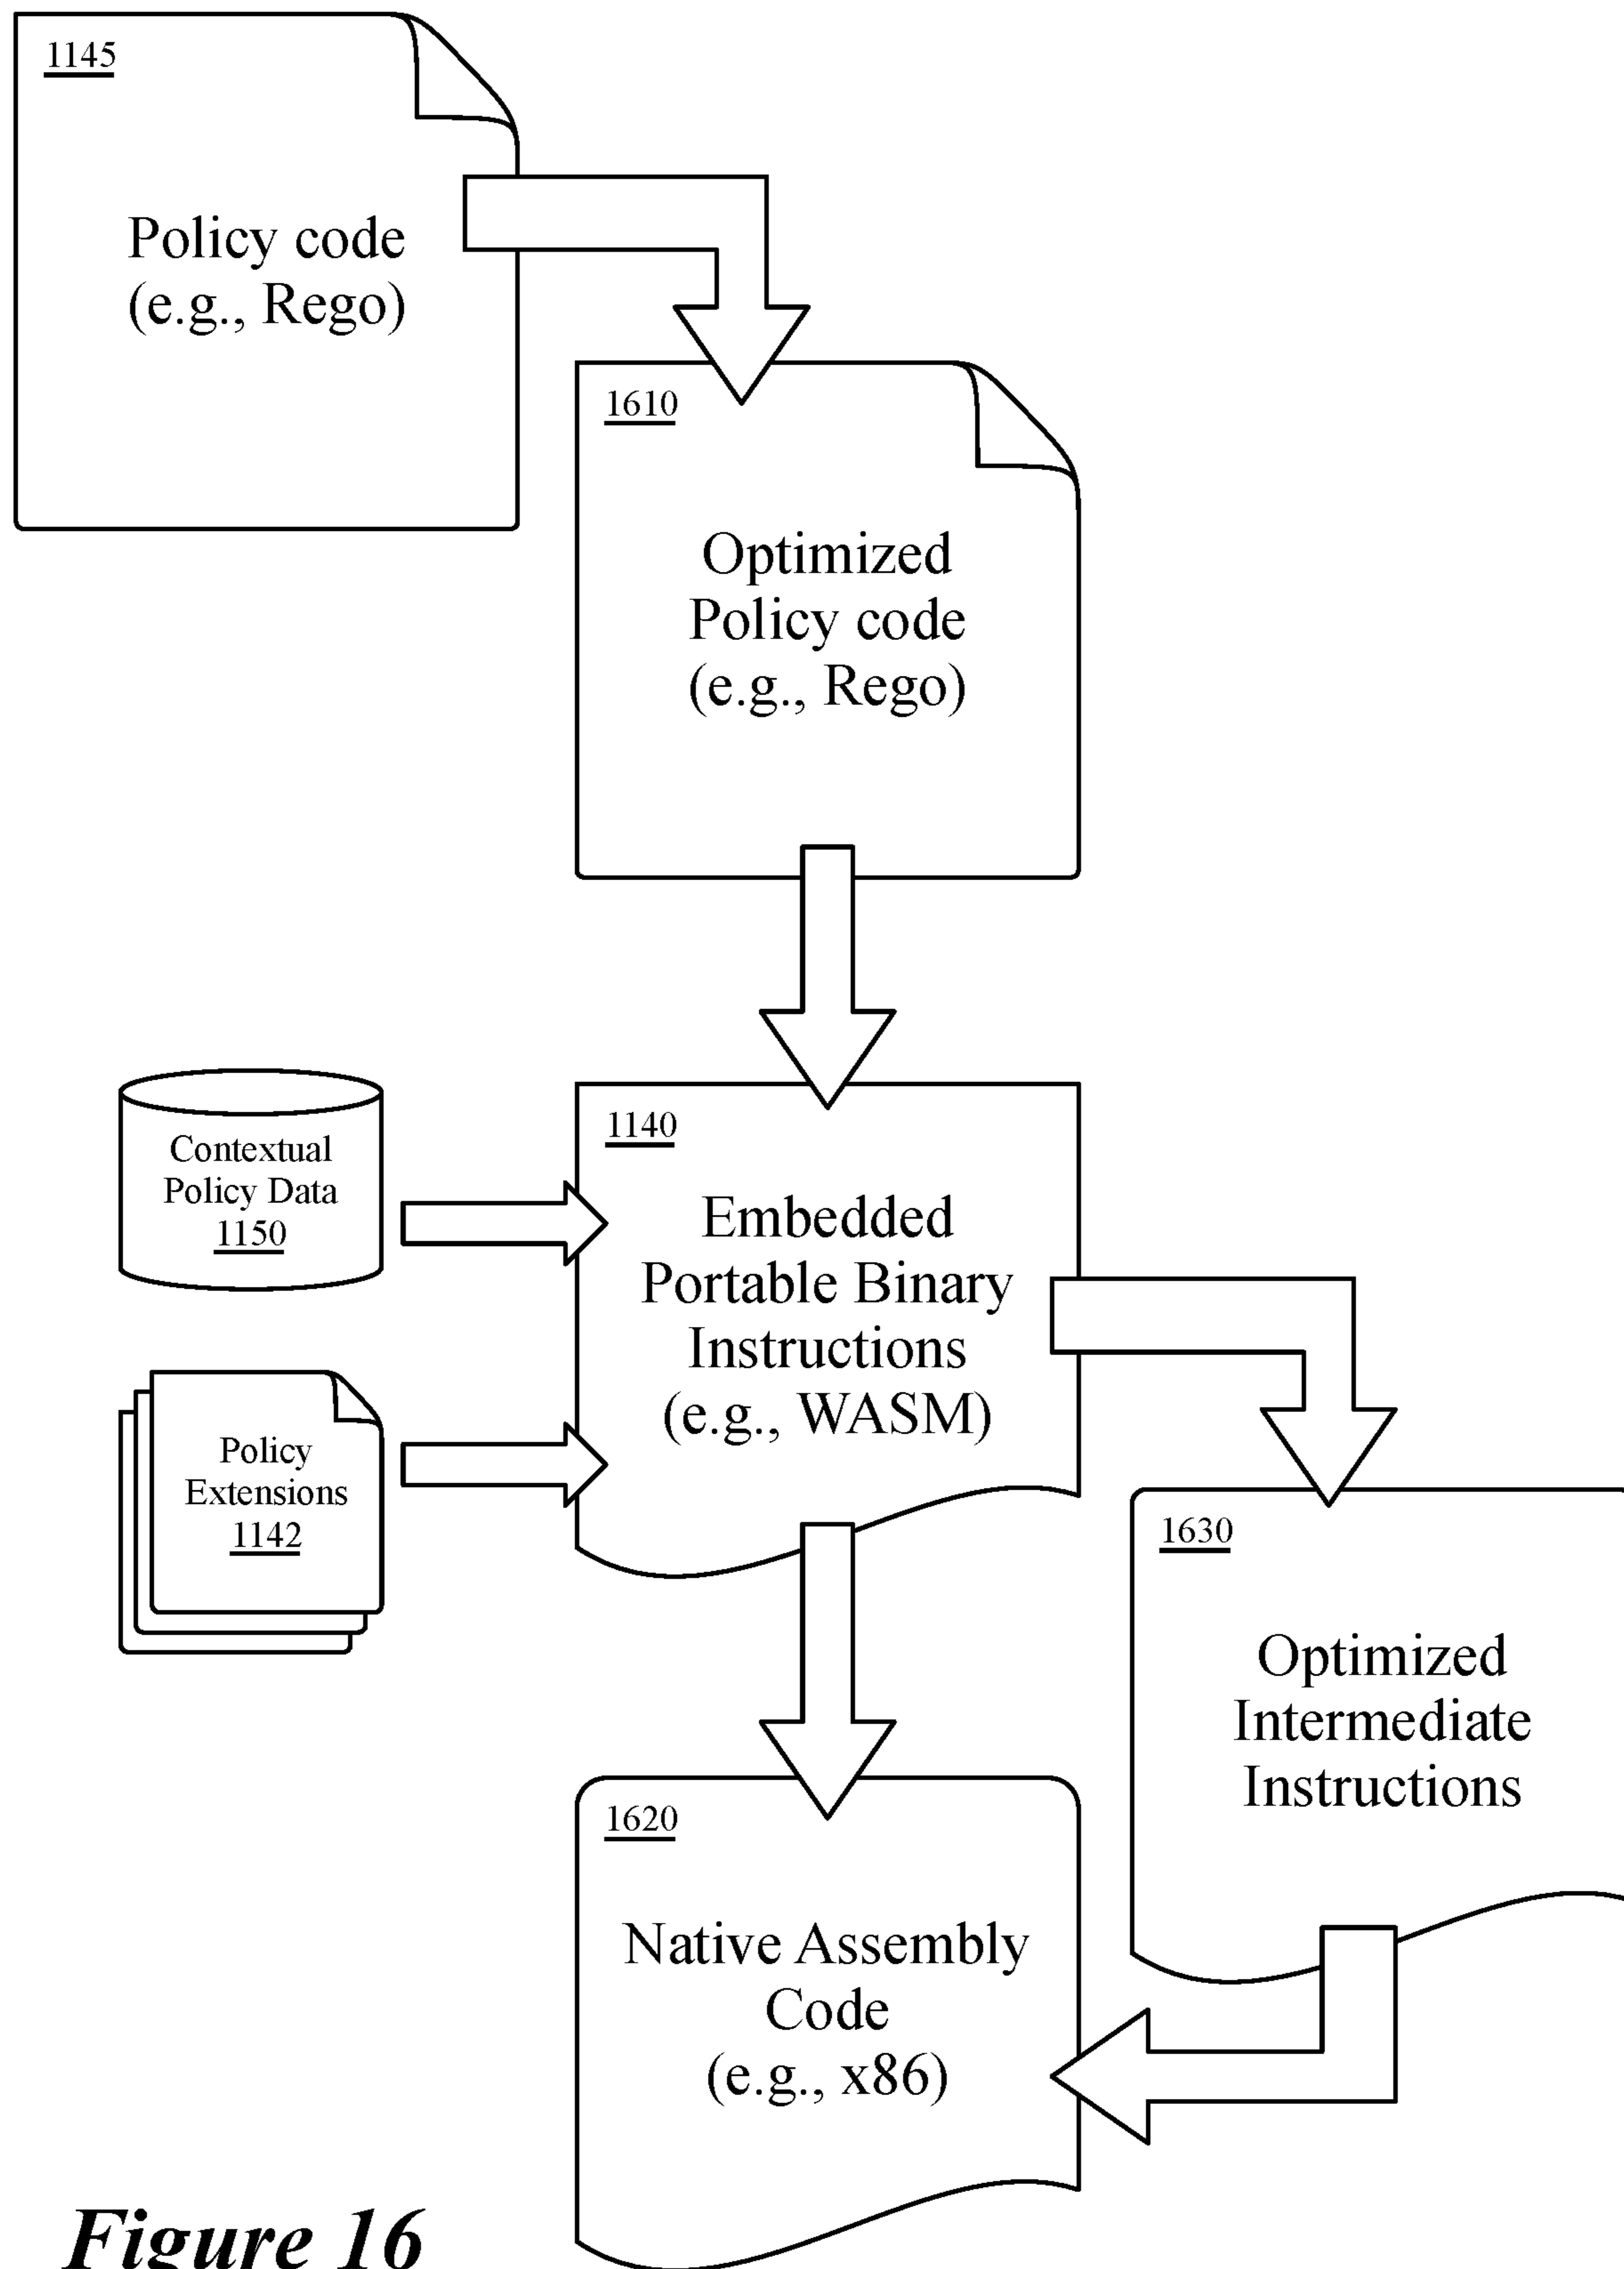 1145
Policy code
(e.g., Rego)
1610
Optimized
Policy code
(e.g., Rego)
Contextual
Policy Data
1150
1140
Embedded
Portable Binary
Instructions
(e.g., WASM)
Policy
Extensions
1142
1630
Optimized
Intermediate
Instructions
1620
Native Assembly
Code
(e.g., x86)
Figure 16